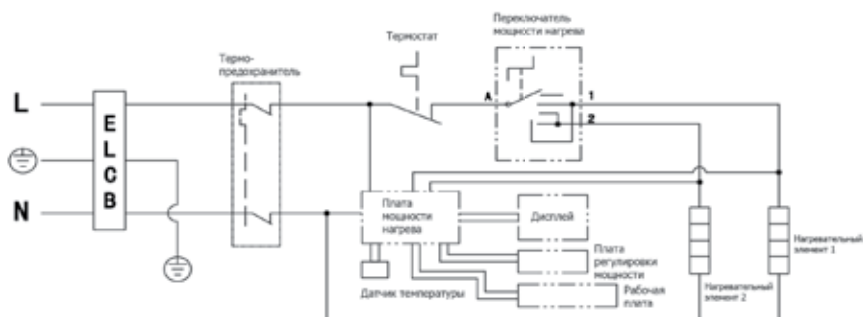 Переключатель
мощности нагрева
Термостат
Термо-
предохранитель
L
A
1
2
ELCB
N
Плата
мощности
нагрева
Дисплей
Плата
регулировки
мощности
Датчик температуры
Рабочая
плата
Нагревательный
элемент 1
Нагревательный
элемент 2